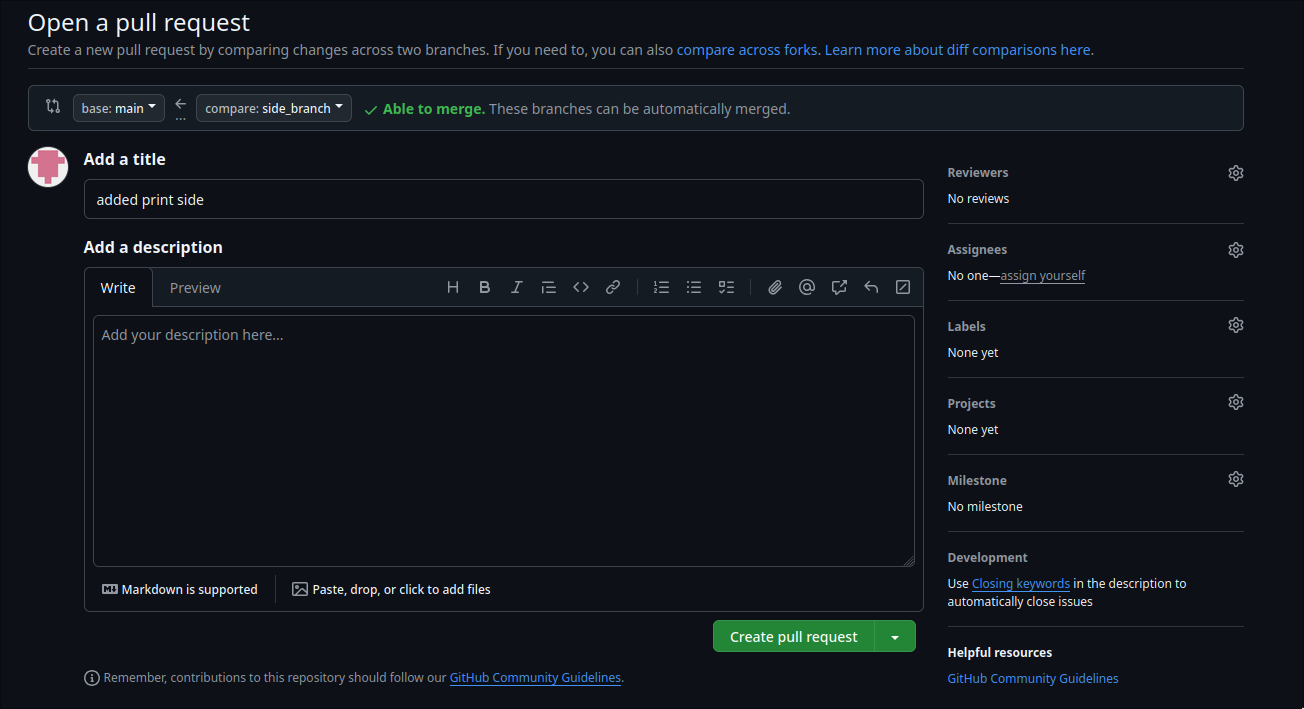 Open a pull request
Create a new pull request by comparing changes across two branches. If you need to, you can also compare across forks. Learn more about diff comparisons here.
base: main
...
compare: side_branch
Able to merge. These branches can be automatically merged.
Add a title
added print side
Add a description
Write
Preview
Add your description here...
Markdown is supported
Paste, drop, or click to add files
Create pull request
Remember, contributions to this repository should follow our GitHub Community Guidelines.
Reviewers
No reviews
Assignees
No one—assign yourself
Labels
None yet
Projects
None yet
Milestone
No milestone
Development
Use Closing keywords in the description to
automatically close issues
Helpful resources
GitHub Community Guidelines